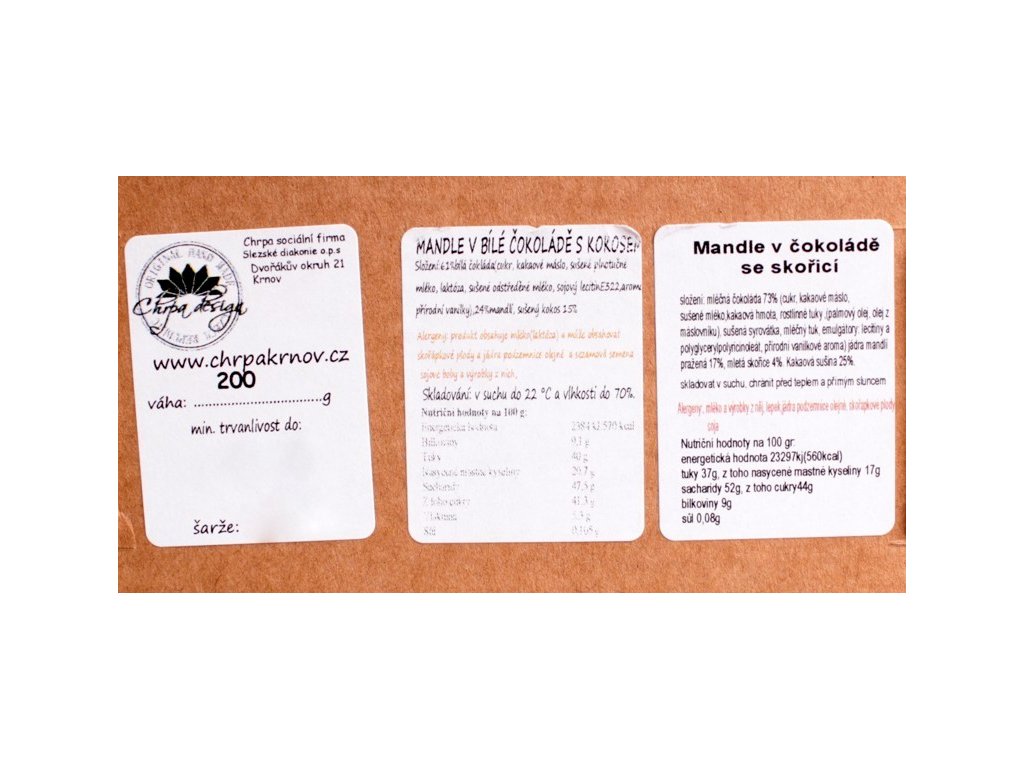 Chrpa sociální firma
Slezské diakonie o.p.s
Dvořákův okruh 21
Krnov
ORIGINAL HAND MADE
Chrpa design
www.chrpakrnov.cz
200
váha: ..................................g
min. trvanlivost do:
šarže:
MANDLE V BÍLÉ ČOKOLÁDĚ S KOKOSEM
Složení:61%bílá čokláda(cukr, kakaové máslo, sušené plnotučné
mléko, laktóza, sušené odstředěné mléko, sojový lecitinE322,aroma
přírodní vanilky),24%mandlí, sušený kokos 15%
Alergeny: produkt obsahuje mléko(laktóza) a může obsahovat
skořápkové plody a jádra podzemnice olejné a sezamová semena
sojove boby a výrobky z nich.
Skladování: v suchu do 22 °C a vlhkosti do 70%.
Nutriční hodnoty na 100 g:
Energetická hodnota 2384 kJ/570 kcal
Bílkoviny 9,1 g
Tuky 40 g
Nasycené mastné kyseliny 20,7 g
Sacharidy 47,5 g
Z toho cukry 41,3 g
Vláknina
Sůl 0,168 g
Mandle v čokoládě
se skořicí
složení. mléčná čokoláda 73% (cukr, kakaové máslo,
sušené mléko,kakaová hmota, rostlinné tuky ,(palmový olej, olej z
máslovníku), sušená syrovátka, mléčný tuk, emulgátory: lecitiny a
polyglycerylpolyricinoleat, přírodní vanilkové aroma) jádra mandlí
pražená 17%, mletá skořice 4%. Kakaová sušina 25%.
skladovat v suchu, chranit před teplem a přímým sluncem
Alergeny: mléko a výrobky z něj, lepek,jádra podzemnice olejné, skořápkové plody
soja
Nutriční hodnoty na 100 gr:
energetická hodnota 23297kj(560kcal)
tuky 37g, z toho nasycené mastné kyseliny 17g
sacharidy 52g, z toho cukry44g
bílkoviny 9g
sůl 0,08g